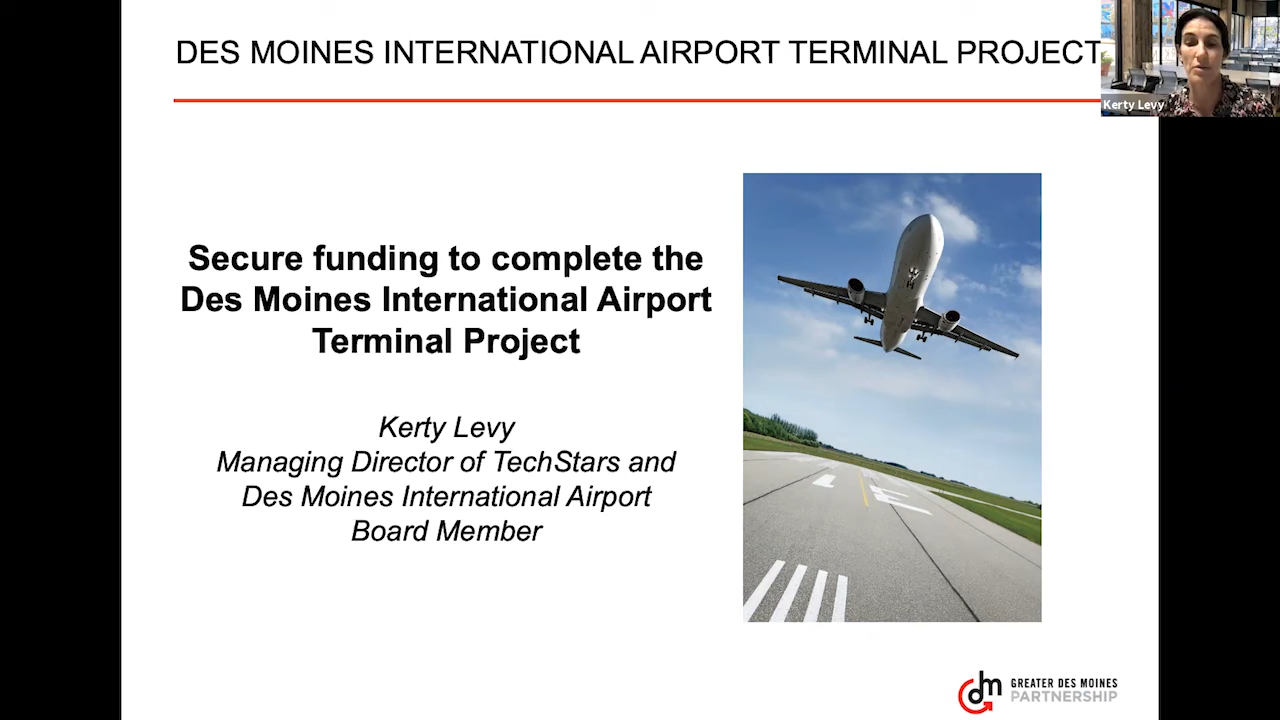 DES MOINES INTERNATIONAL AIRPORT TERMINAL PROJECT
Kerty Levy
Secure funding to complete the
Des Moines International Airport
Terminal Project
Kerty Levy
Managing Director of TechStars and
Des Moines International Airport
Board Member
dm
GREATER DES MOINES
PARTNERSHIP